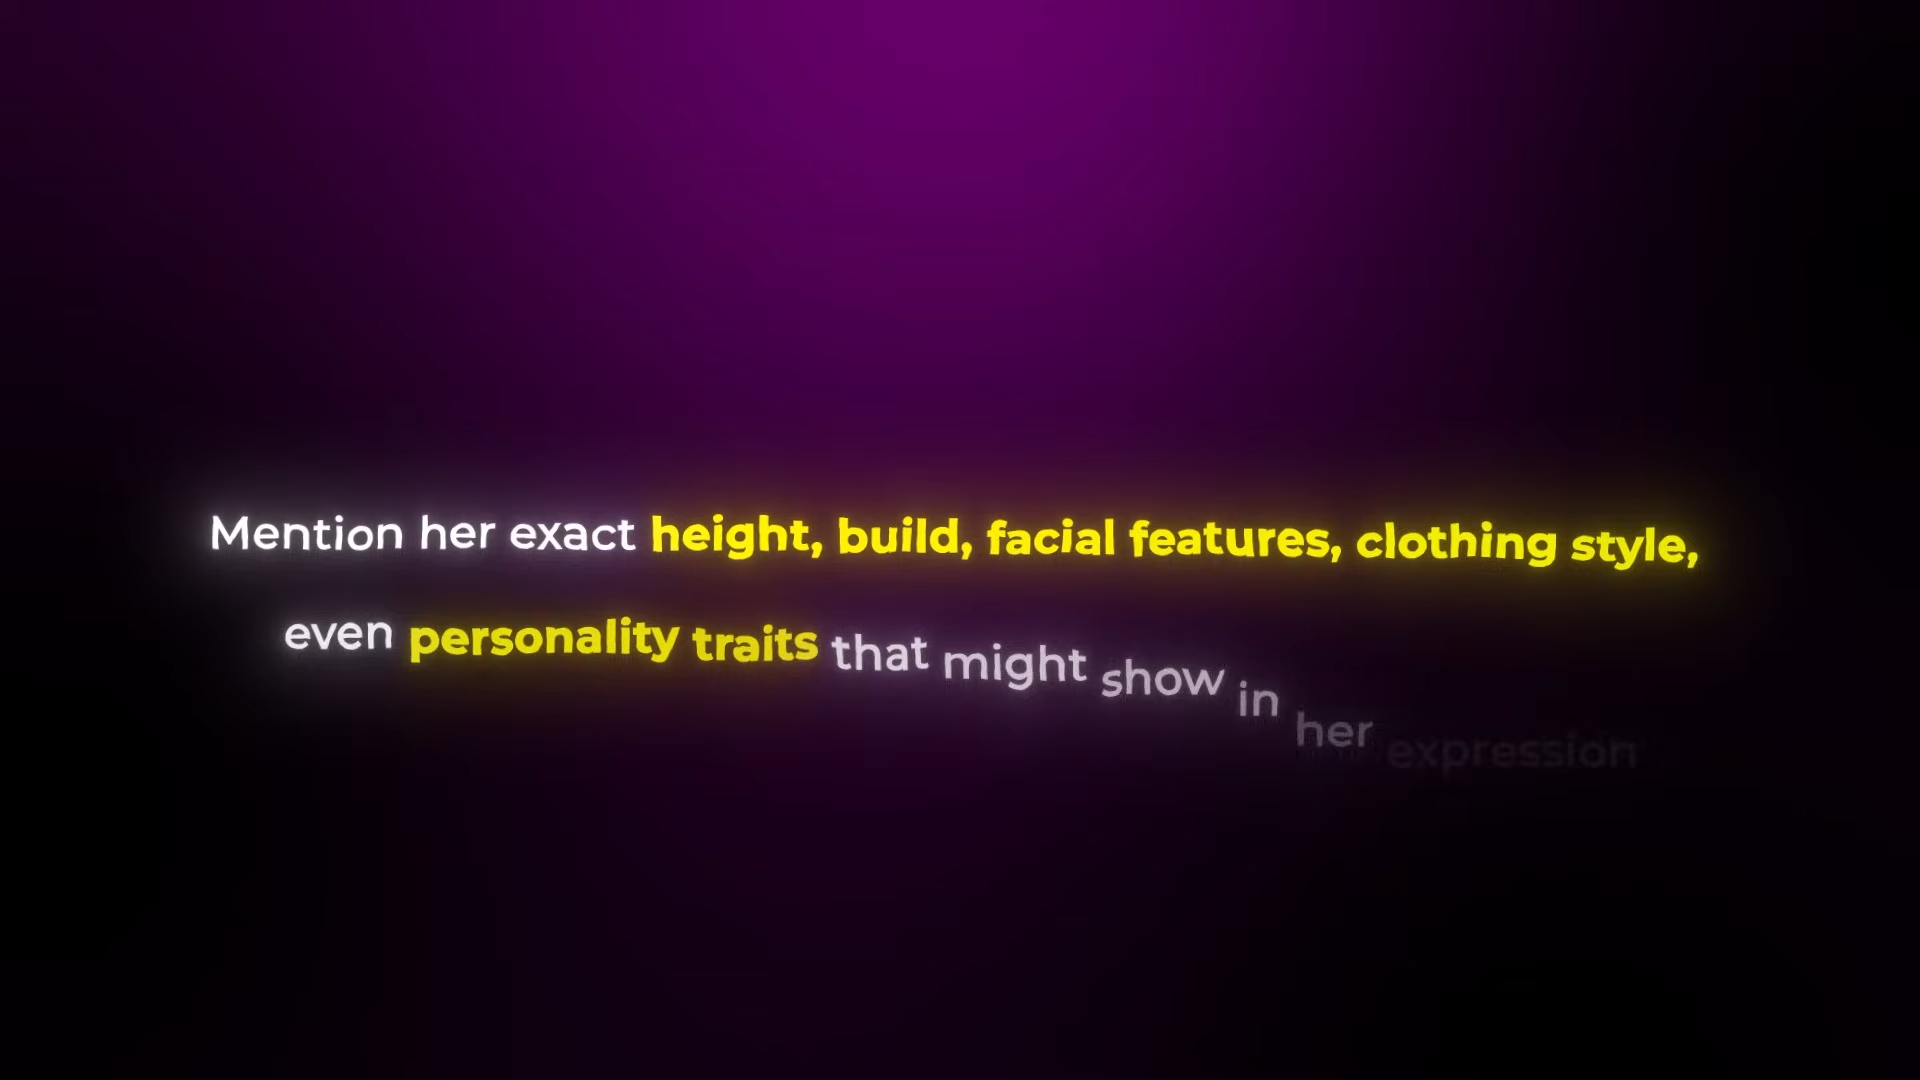 Mention her exact height, build, facial features, clothing style,
even personality traits that might show in her expression